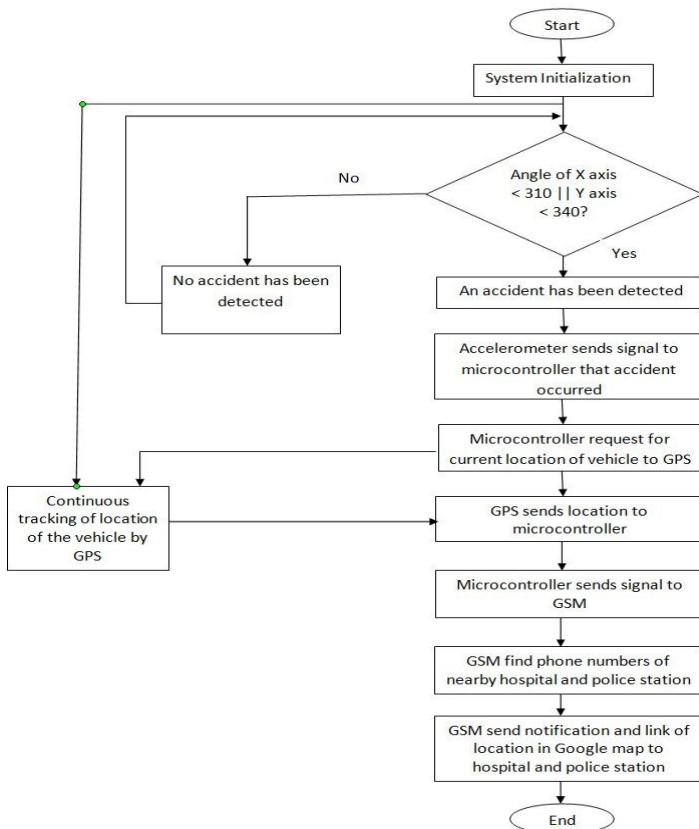 Start
System Initialization
Angle of X axis
< 310 || Y axis
< 340?
No
Yes
No accident has been
detected
An accident has been detected
Accelerometer sends signal to
microcontroller that accident
occurred
Microcontroller request for
current location of vehicle to GPS
Continuous
tracking of location
of the vehicle by
GPS
GPS sends location to
microcontroller
Microcontroller sends signal to
GSM
GSM find phone numbers of
nearby hospital and police station
GSM send notification and link of
location in Google map to
hospital and police station
End